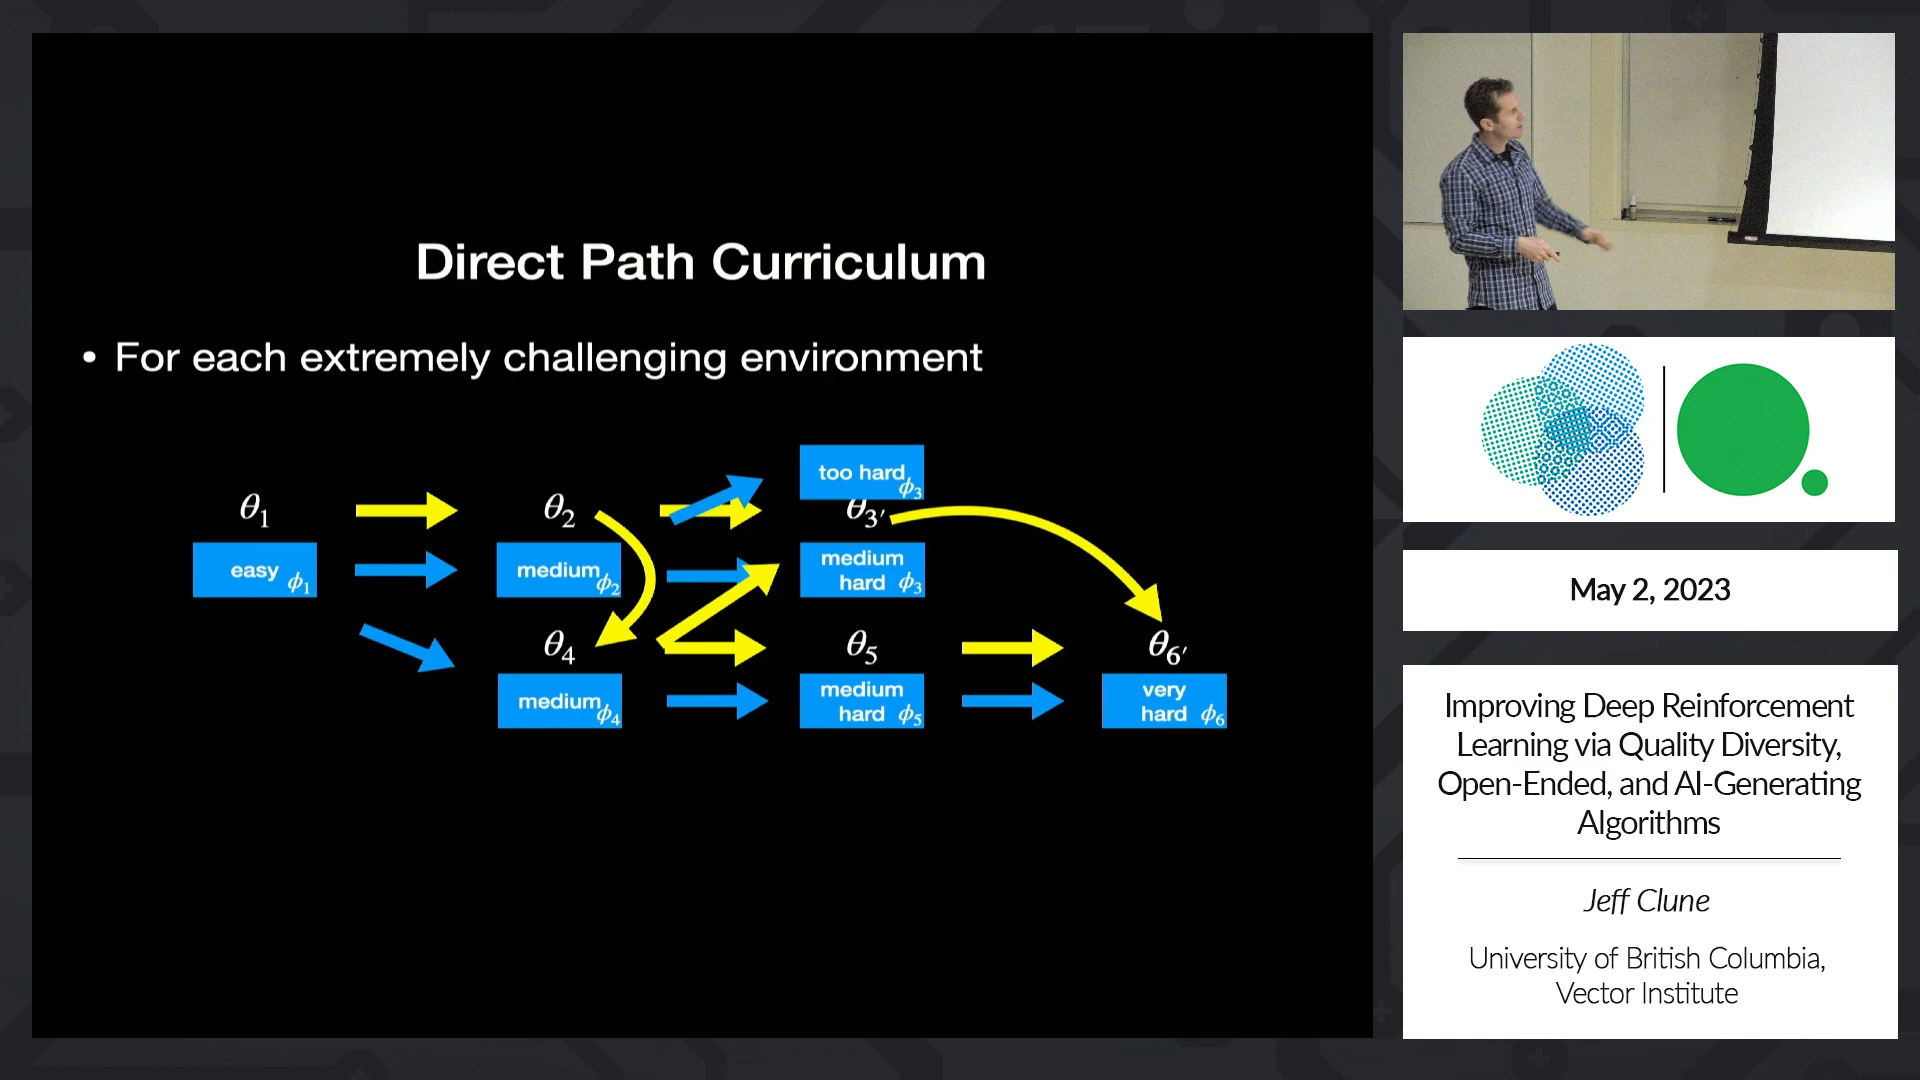 Direct Path Curriculum
• For each extremely challenging environment
too hard ϕ₃
θ₁
θ₂
θ₃′
easy ϕ₁
medium ϕ₂
medium
hard ϕ₃
θ₄
θ₅
θ₆′
medium ϕ₄
medium
hard ϕ₅
very
hard ϕ₆
May 2, 2023
Improving Deep Reinforcement
Learning via Quality Diversity,
Open-Ended, and AI-Generating
Algorithms
Jeff Clune
University of British Columbia,
Vector Institute